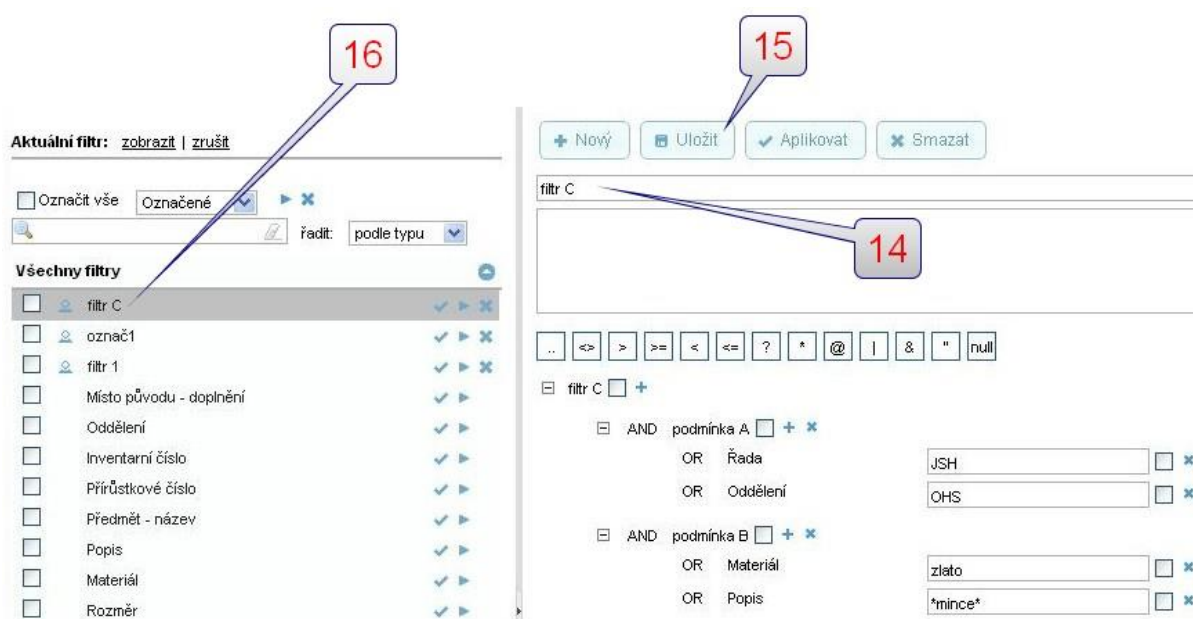 16
15
Aktuální filtr: zobrazit | zrušit
Nový Uložit Aplikovat Smazat
filtr C
Označit vše Označené
řadit: podle typu
14
Všechny filtry
filtr C
označ1
filtr 1
Místo původu - doplnění
Oddělení
Inventarní číslo
Přírůstkové číslo
Předmět - název
Popis
Materiál
Rozměr
.. <> > >= < <= ? * @ | & " null
filtr C
AND podmínka A
OR Řada JSH
OR Oddělení OHS
AND podmínka B
OR Materiál zlato
OR Popis *mince*